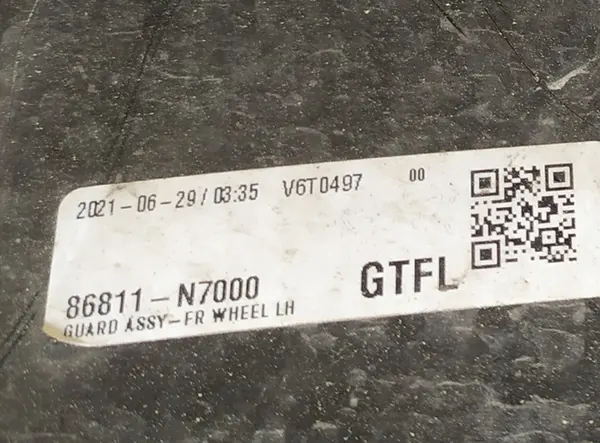 2021-06-29/03:35 V6T0497 00
86811-N7000 GTFL
GUARD ASSY-FR WHEEL LH